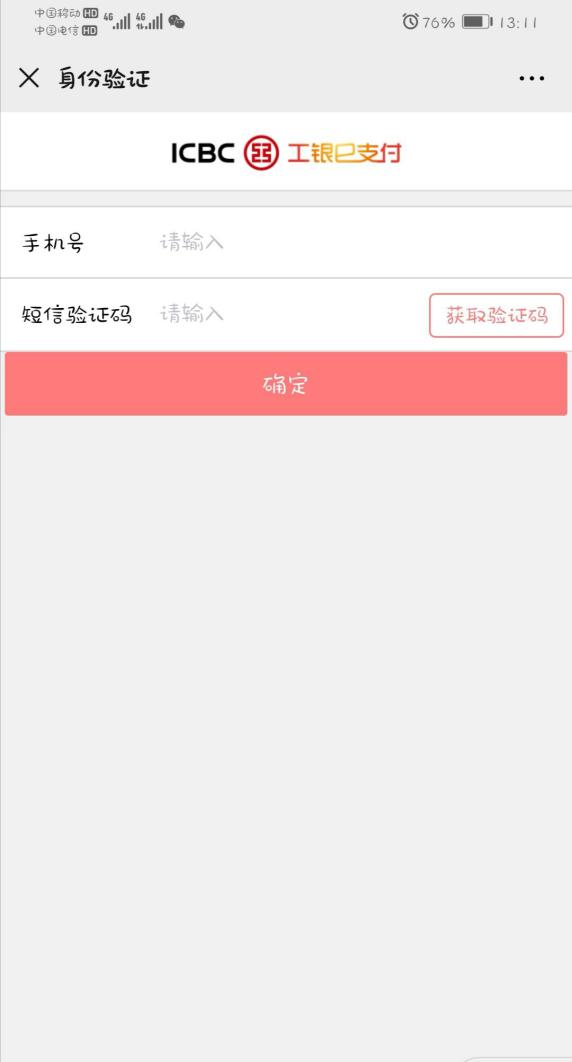 中国移动 HD 4G 4G 76% 13:11
中国电信 HD
身份验证
ICBC 工银e支付
手机号 请输入
短信验证码 请输入 获取验证码
确定